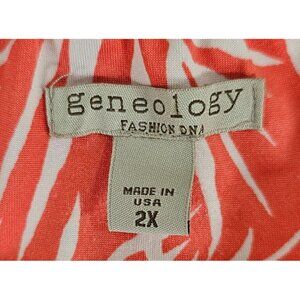 geneology
FASHION DNA
MADE IN
USA
2X